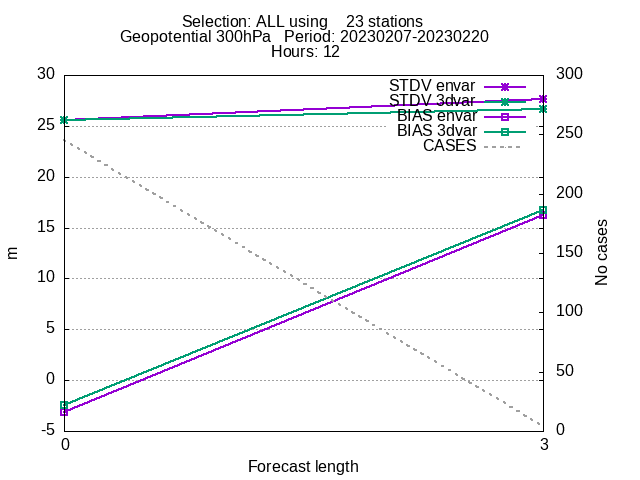 Selection: ALL using    23 stations
Geopotential 300hPa   Period: 20230207-20230220
Hours: 12
30
25
20
15
10
5
0
-5
m
STDV envar
STDV 3dvar
BIAS envar
BIAS 3dvar
CASES
300
250
200
150
100
50
0
No cases
0
3
Forecast length